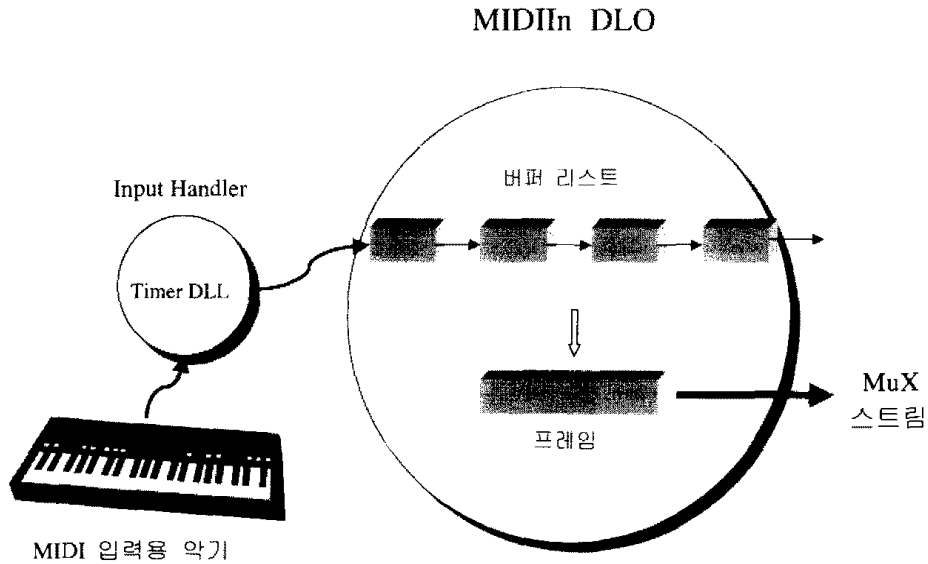 MIDIIn DLO
버퍼 리스트
Input Handler
Timer DLL
프레임
MuX
스트림
MIDI 입력용 악기